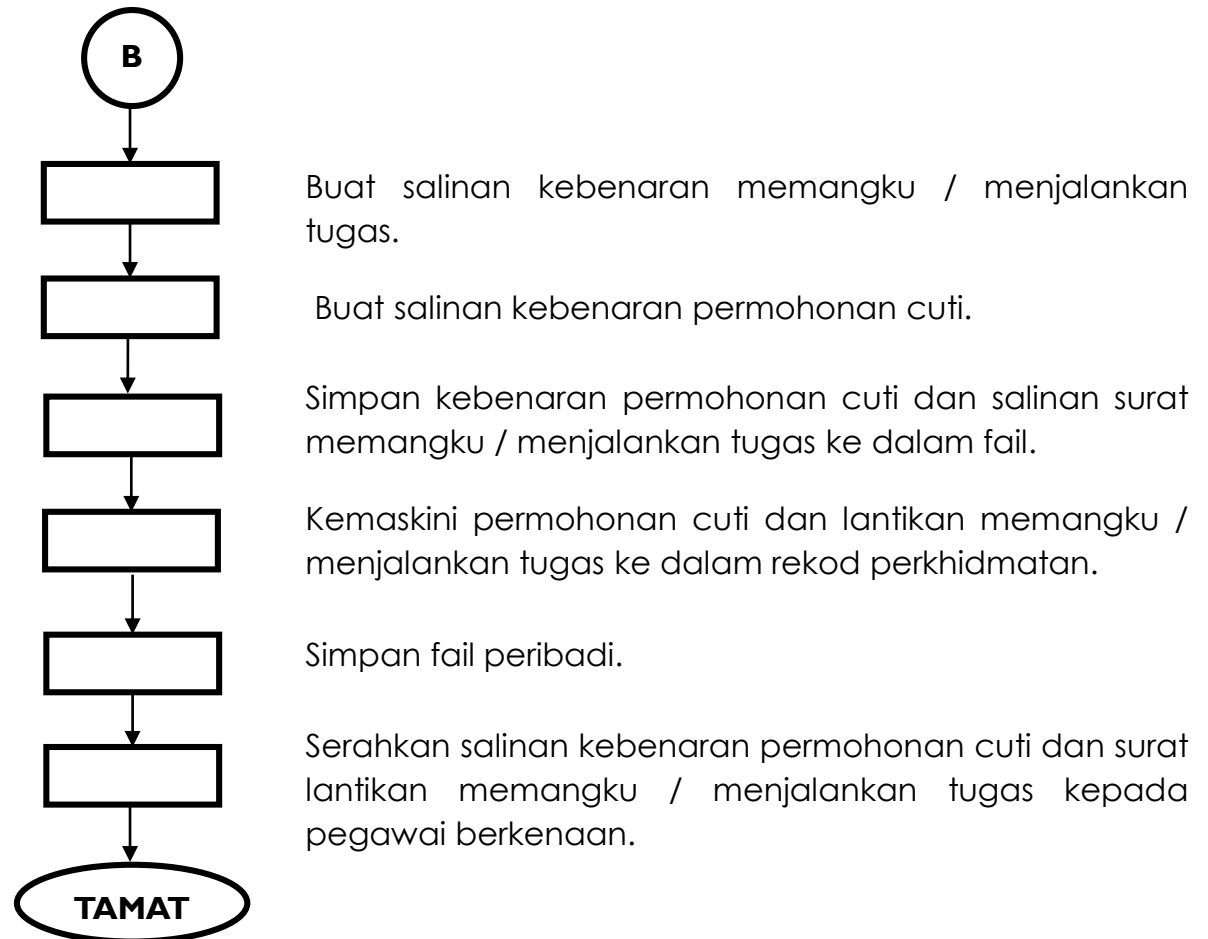 B
Buat salinan kebenaran memangku / menjalankan
tugas.
Buat salinan kebenaran permohonan cuti.
Simpan kebenaran permohonan cuti dan salinan surat
memangku / menjalankan tugas ke dalam fail.
Kemaskini permohonan cuti dan lantikan memangku /
menjalankan tugas ke dalam rekod perkhidmatan.
Simpan fail peribadi.
Serahkan salinan kebenaran permohonan cuti dan surat
lantikan memangku / menjalankan tugas kepada
pegawai berkenaan.
TAMAT